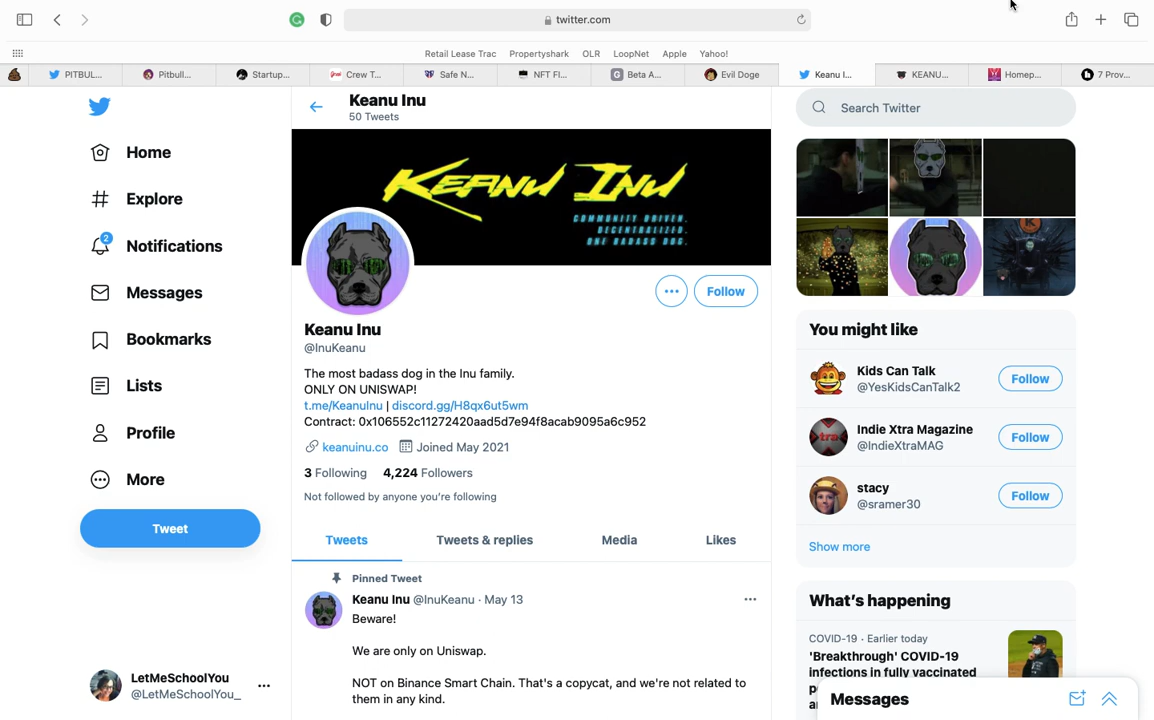 twitter.com
Retail Lease Trac Propertyshark OLR LoopNet Apple Yahoo!
PITBUL... Pitbull... Startup... Crew T... Safe N... NFT Fl... Beta A... Evil Doge Keanu I... KEANU... Homep... 7 Prov...
Keanu Inu
50 Tweets
Search Twitter
Home
Explore
2
Notifications
Messages
Bookmarks
Lists
Profile
More
Tweet
LetMeSchoolYou
@LetMeSchoolYou_
KEANU INU
COMMUNITY DRIVEN.
DECENTRALIZED.
ONE BADASS DOG.
Follow
Keanu Inu
@InuKeanu
The most badass dog in the Inu family.
ONLY ON UNISWAP!
t.me/KeanuInu | discord.gg/H8qx6ut5wm
Contract: 0x106552c11272420aad5d7e94f8acab9095a6c952
keanuinu.co Joined May 2021
3 Following 4,224 Followers
Not followed by anyone you're following
Tweets Tweets & replies Media Likes
Pinned Tweet
Keanu Inu @InuKeanu · May 13
Beware!
We are only on Uniswap.
NOT on Binance Smart Chain. That's a copycat, and we're not related to
them in any kind.
You might like
Kids Can Talk
@YesKidsCanTalk2
Follow
Indie Xtra Magazine
@IndieXtraMAG
Follow
xtra
stacy
@sramer30
Follow
Show more
What's happening
COVID-19 · Earlier today
'Breakthrough' COVID-19
infections in fully vaccinated
Messages